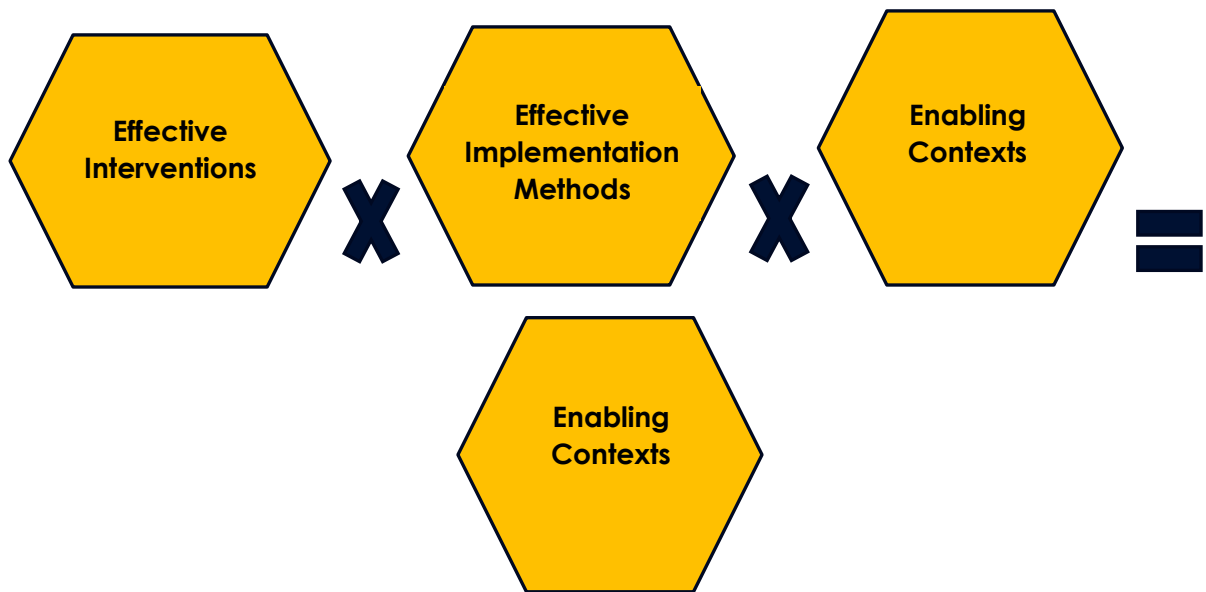 Effective
Interventions
Effective
Implementation
Methods
Enabling
Contexts
Enabling
Contexts